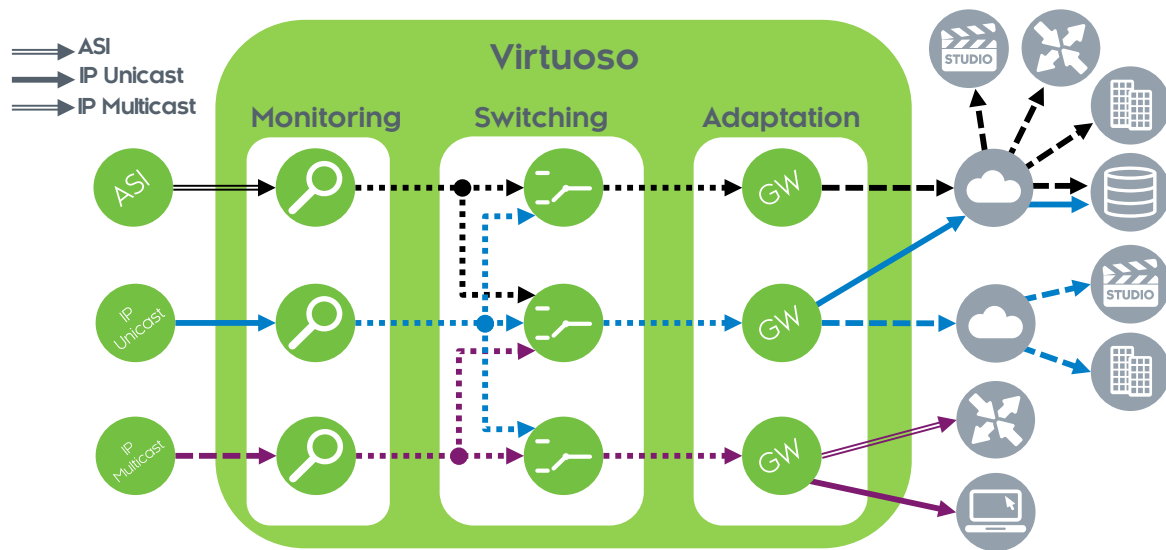 ASI
IP Unicast
IP Multicast
Virtuoso
Monitoring
Switching
Adaptation
STUDIO
ASI
GW
IP
Unicast
GW
STUDIO
IP
Multicast
GW